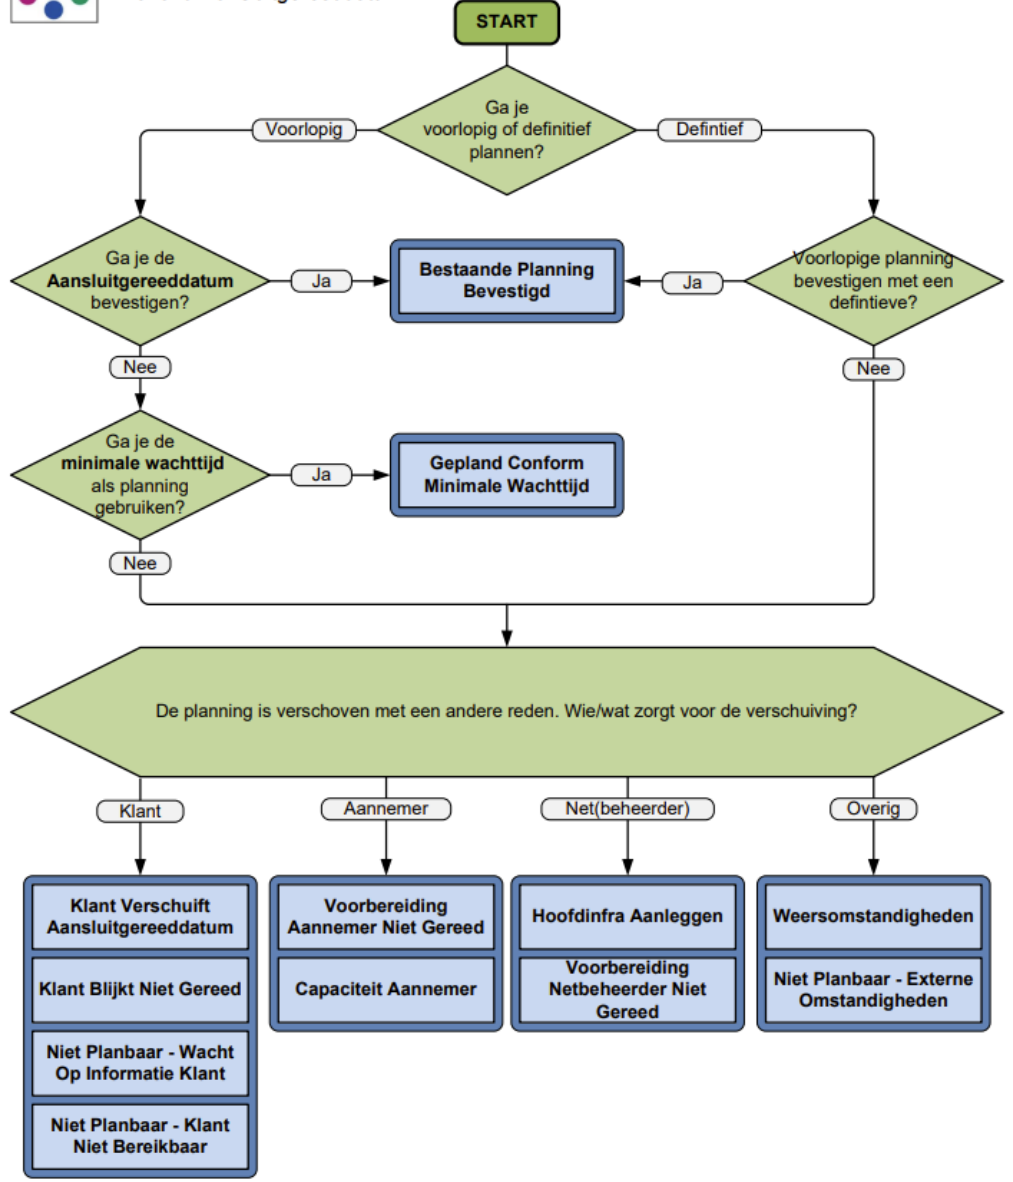 START
Ga je
voorlopig of definitief
plannen?
Voorlopig
Defintief
Ga je de
Aansluitgereeddatum
bevestigen?
Ja
Bestaande Planning
Bevestigd
Ja
Voorlopige planning
bevestigen met een
defintieve?
Nee
Nee
Ga je de
minimale wachttijd
als planning
gebruiken?
Ja
Gepland Conform
Minimale Wachttijd
Nee
De planning is verschoven met een andere reden. Wie/wat zorgt voor de verschuiving?
Klant
Aannemer
Net(beheerder)
Overig
Klant Verschuift
Aansluitgereeddatum
Klant Blijkt Niet Gereed
Niet Planbaar - Wacht
Op Informatie Klant
Niet Planbaar - Klant
Niet Bereikbaar
Voorbereiding
Aannemer Niet Gereed
Capaciteit Aannemer
Hoofdinfra Aanleggen
Voorbereiding
Netbeheerder Niet
Gereed
Weersomstandigheden
Niet Planbaar - Externe
Omstandigheden